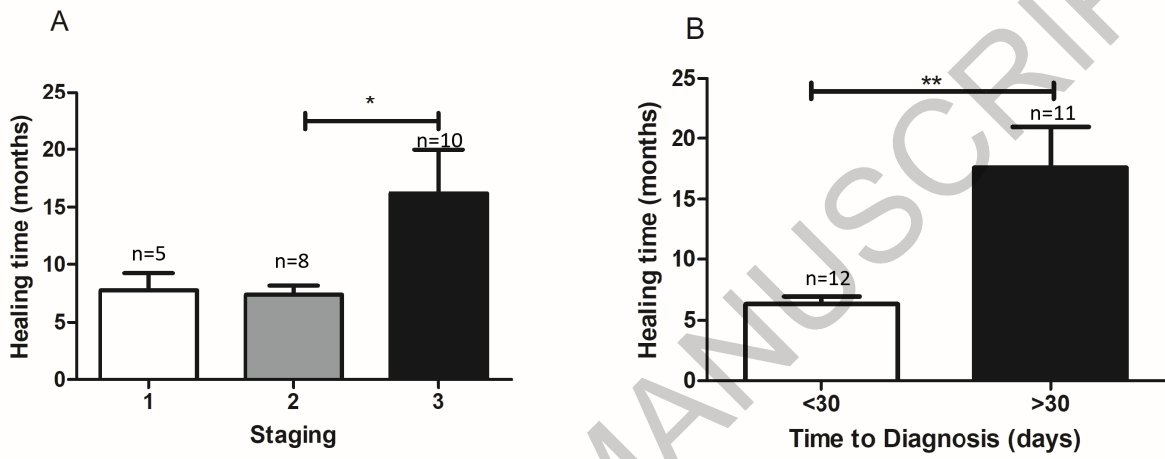 A
Healing time (months)
25
20
15
10
5
0
*
n=5
n=8
n=10
1
2
3
Staging
B
Healing time (months)
25
20
15
10
5
0
**
n=12
n=11
<30
>30
Time to Diagnosis (days)
MANUSCRIP